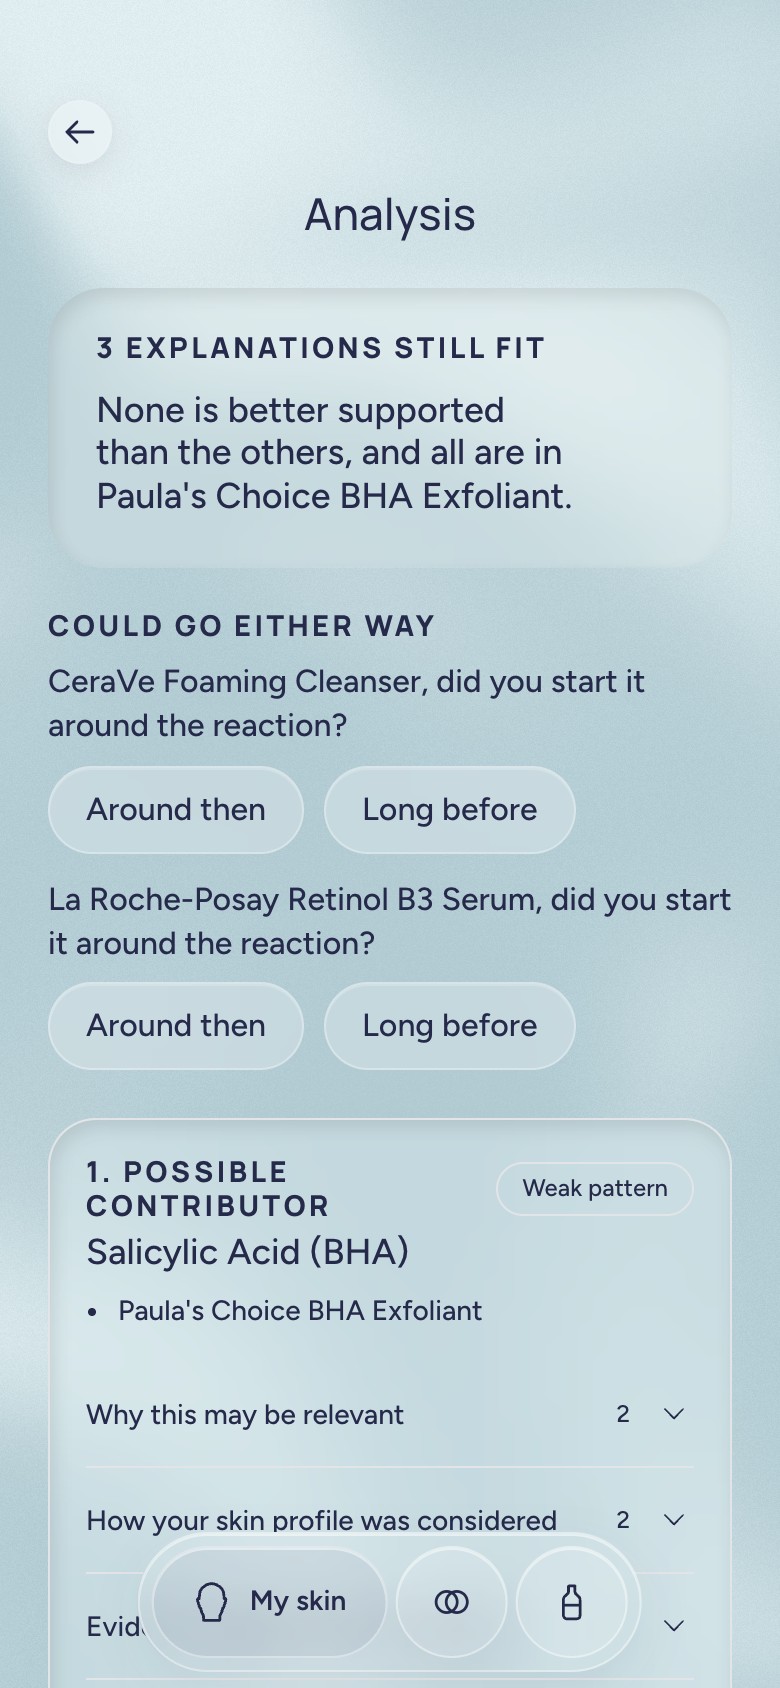 Analysis
3 EXPLANATIONS STILL FIT
None is better supported
than the others, and all are in
Paula's Choice BHA Exfoliant.
COULD GO EITHER WAY
CeraVe Foaming Cleanser, did you start it
around the reaction?
Around then
Long before
La Roche-Posay Retinol B3 Serum, did you start
it around the reaction?
Around then
Long before
1. POSSIBLE
CONTRIBUTOR
Weak pattern
Salicylic Acid (BHA)
• Paula's Choice BHA Exfoliant
Why this may be relevant 2
How your skin profile was considered 2
My skin